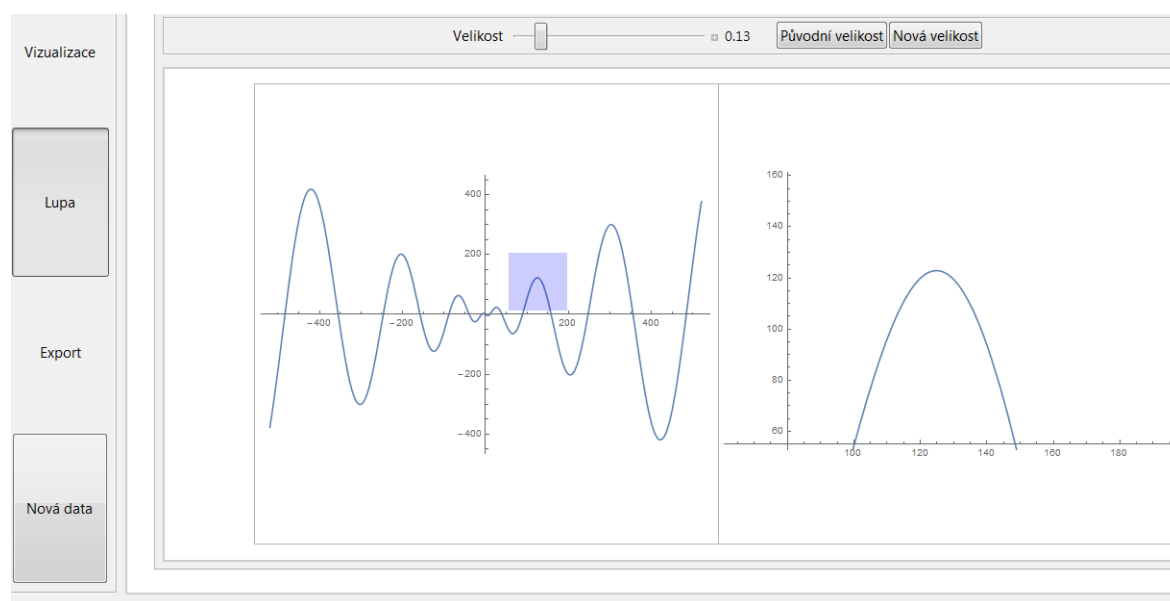 Vizualizace
Lupa
Export
Nová data
Velikost 0.13 Původní velikost Nová velikost
400
200
−400 −200 200 400
−200
−400
160
140
120
100
80
60
100 120 140 160 180